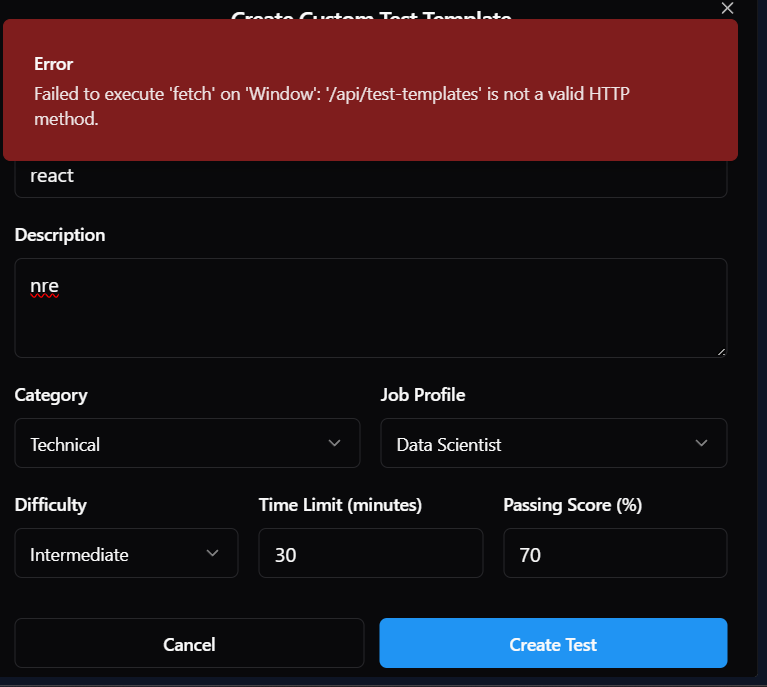 Create Custom Test Template
Error
Failed to execute 'fetch' on 'Window': '/api/test-templates' is not a valid HTTP
method.
react
Description
nre
Category
Job Profile
Technical
Data Scientist
Difficulty
Time Limit (minutes)
Passing Score (%)
Intermediate
30
70
Cancel
Create Test